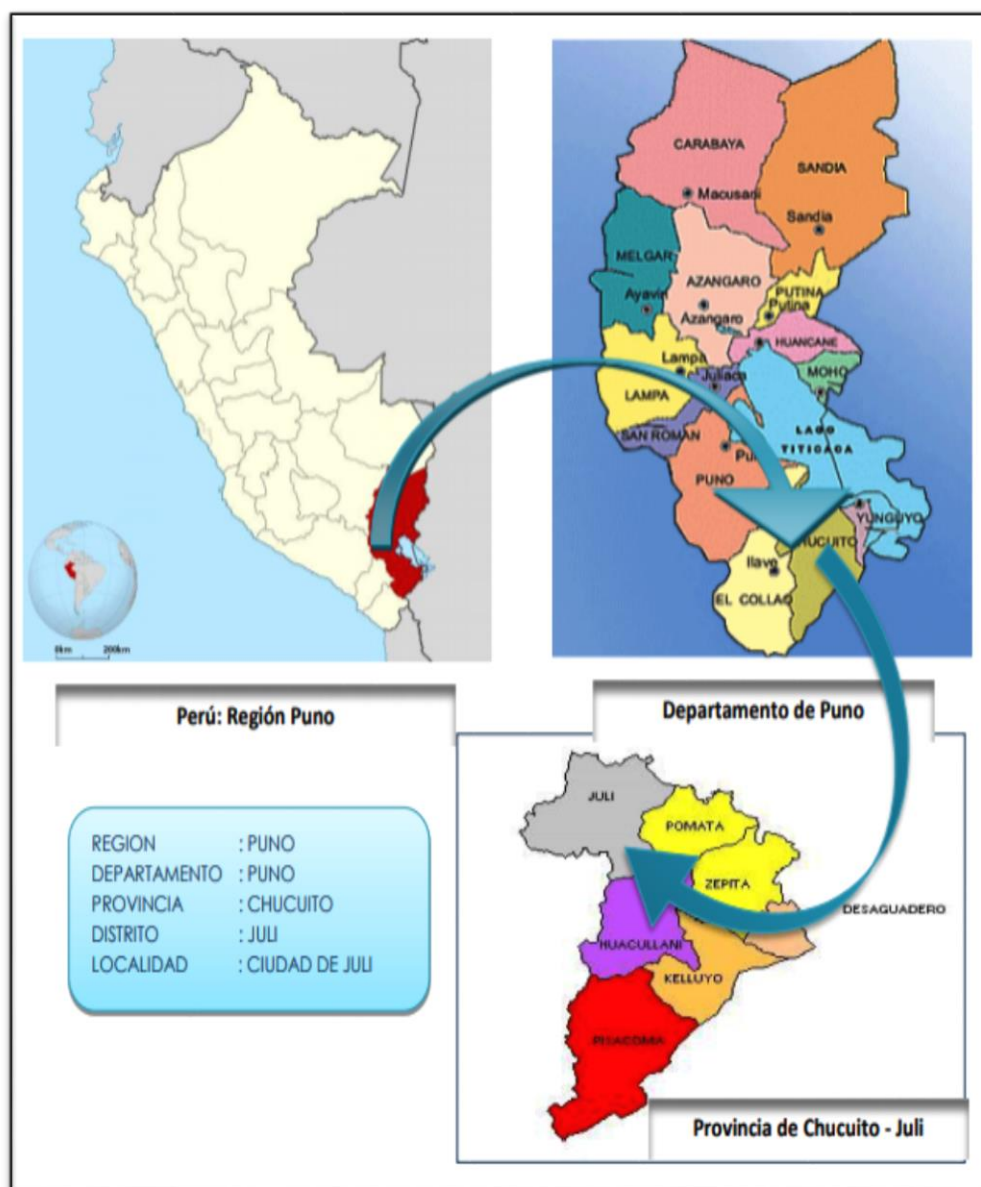 0km 200km
CARABAYA
Macusani
SANDIA
Sandia
MELGAR
Ayaviri
AZANGARO
Azangaro
PUTINA
Putina
HUANCANE
MOHO
Lampa
LAMPA
Juliaca
SAN ROMAN
LAGO
TITICACA
PUNO
YUNGUYO
HUCUITO
Ilave
EL COLLAO
Perú: Región Puno
Departamento de Puno
REGION : PUNO
DEPARTAMENTO : PUNO
PROVINCIA : CHUCUITO
DISTRITO : JULI
LOCALIDAD : CIUDAD DE JULI
JULI
POMATA
ZEPITA
DESAGUADERO
HUACULLANI
KELLUYO
PISACOMA
Provincia de Chucuito - Juli